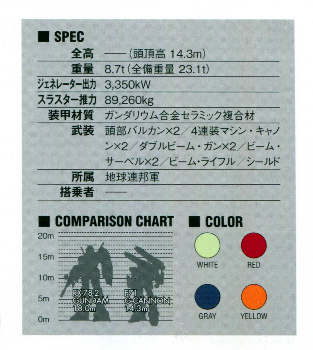 ■ SPEC
全高 ――(頭頂高 14.3m)
重量 8.7t(全備重量 23.1t)
ジェネレーター出力 3,350kW
スラスター推力 89,260kg
装甲材質 ガンダリウム合金セラミック複合材
武装 頭部バルカン×2／4連装マシン・キャノ
ン×2／ダブルビーム・ガン×2／ビーム・
サーベル×2／ビーム・ライフル／シールド
所属 地球連邦軍
搭乗者 ――
■ COMPARISON CHART
20m
15m
10m
5m
0m
RX-78-2
GUNDAM
18.0m
F71
G-CANNON
14.3m
■ COLOR
WHITE
RED
GRAY
YELLOW